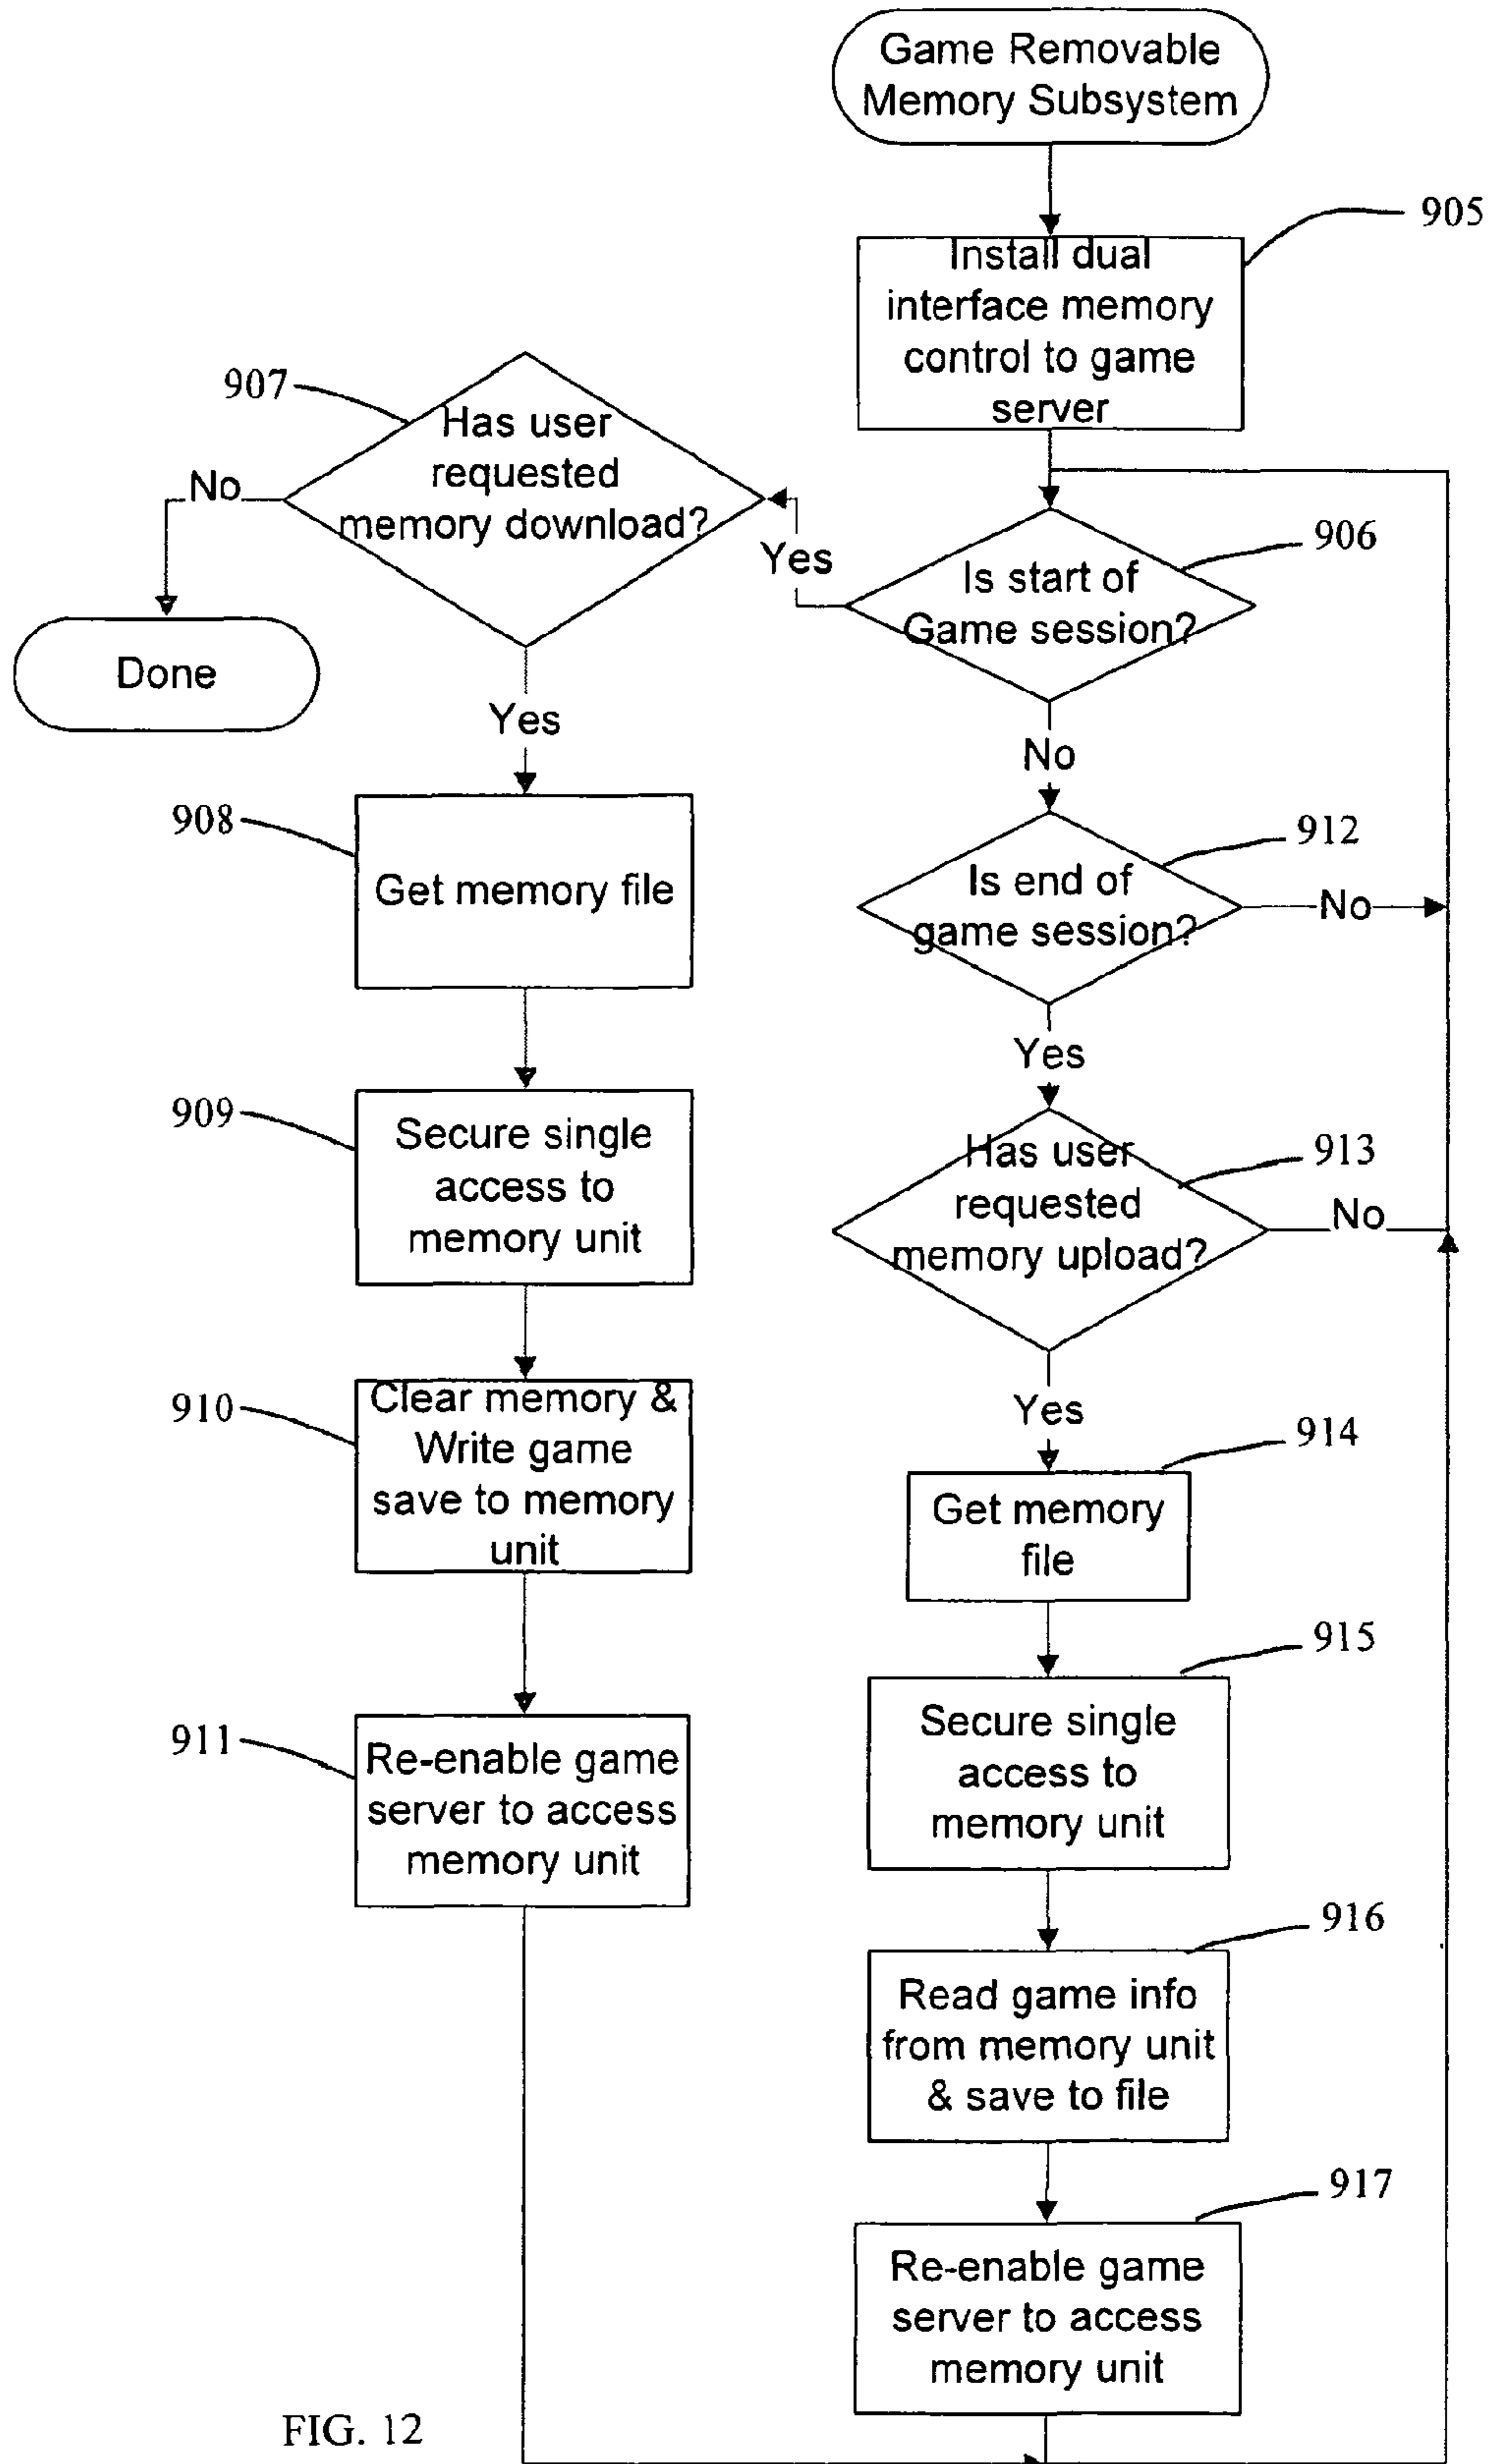 Game Removable
Memory Subsystem
905
Install dual
interface memory
control to game
server
907
Has user
requested
memory download?
No
Yes
906
Is start of
Game session?
Done
Yes
No
908
Get memory file
912
Is end of
game session?
No
Yes
909
Secure single
access to
memory unit
913
Has user
requested
memory upload?
No
Yes
910
Clear memory &
Write game
save to memory
unit
914
Get memory
file
911
Re-enable game
server to access
memory unit
915
Secure single
access to
memory unit
916
Read game info
from memory unit
& save to file
917
Re-enable game
server to access
memory unit
FIG. 12